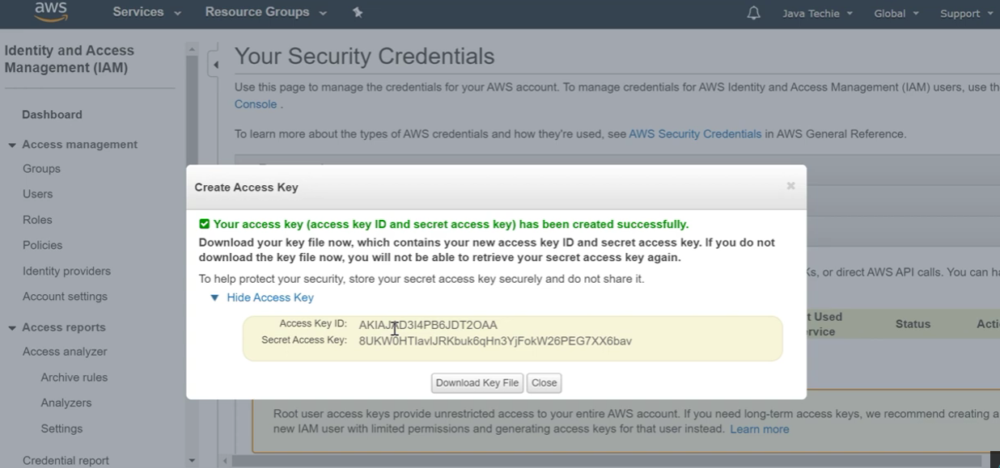 aws Services Resource Groups Java Techie Global Support
Identity and Access
Management (IAM)
Dashboard
Access management
Groups
Users
Roles
Policies
Identity providers
Account settings
Access reports
Access analyzer
Archive rules
Analyzers
Settings
Credential report
Your Security Credentials
Use this page to manage the credentials for your AWS account. To manage credentials for AWS Identity and Access Management (IAM) users, use the
Console .
To learn more about the types of AWS credentials and how they're used, see AWS Security Credentials in AWS General Reference.
Create Access Key
Your access key (access key ID and secret access key) has been created successfully.
Download your key file now, which contains your new access key ID and secret access key. If you do not
download the key file now, you will not be able to retrieve your secret access key again.
To help protect your security, store your secret access key securely and do not share it.
Hide Access Key
Access Key ID:
Secret Access Key:
Download Key File Close
or direct AWS API calls. You can
Used
Status
Root user access keys provide unrestricted access to your entire AWS account. If you need long-term access keys, we recommend creating a
new IAM user with limited permissions and generating access keys for that user instead. Learn more